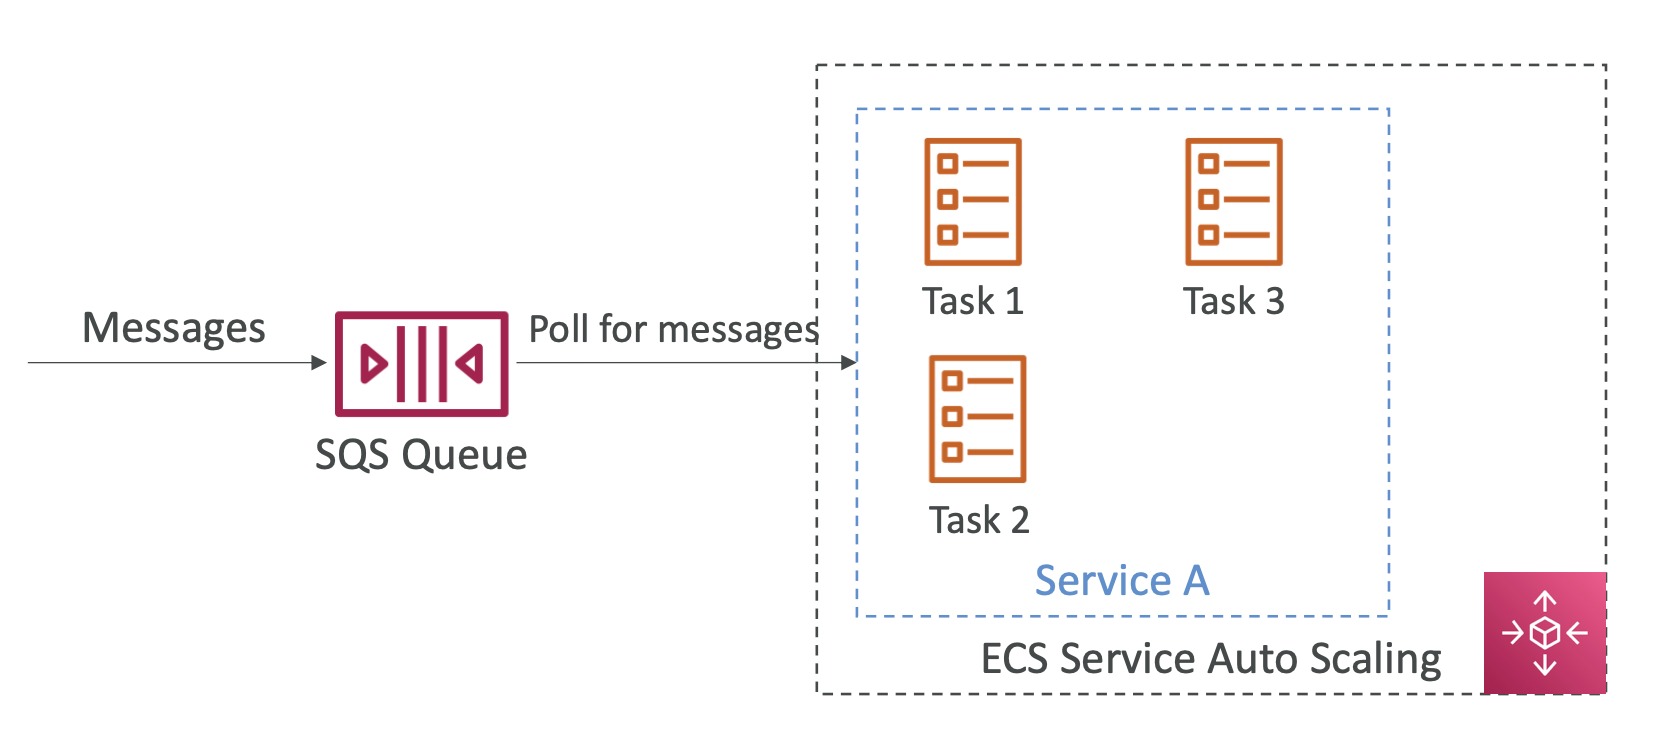 Messages
SQS Queue
Poll for messages
Task 1
Task 3
Task 2
Service A
ECS Service Auto Scaling